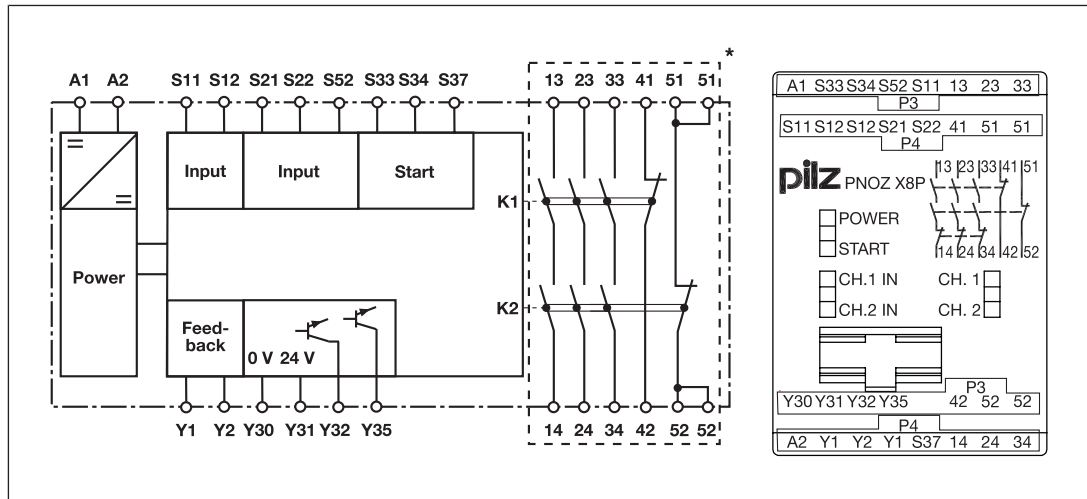 *
A1 A2 S11 S12 S21 S22 S52 S33 S34 S37 13 23 33 41 51 51
Input Input Start
K1
Power
K2
Feed-
back
0 V 24 V
Y1 Y2 Y30 Y31 Y32 Y35 14 24 34 42 52 52
A1 S33 S34 S52 S11 13 23 33
P3
S11 S12 S12 S21 S22 41 51 51
P4
pilz PNOZ X8P
13 23 33 41 51
POWER
START
14 24 34 42 52
CH.1 IN CH. 1
CH.2 IN CH. 2
P3
Y30 Y31 Y32 Y35 42 52 52
P4
A2 Y1 Y2 Y1 S37 14 24 34